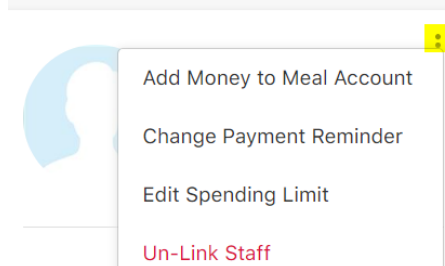 Add Money to Meal Account
Change Payment Reminder
Edit Spending Limit
Un-Link Staff